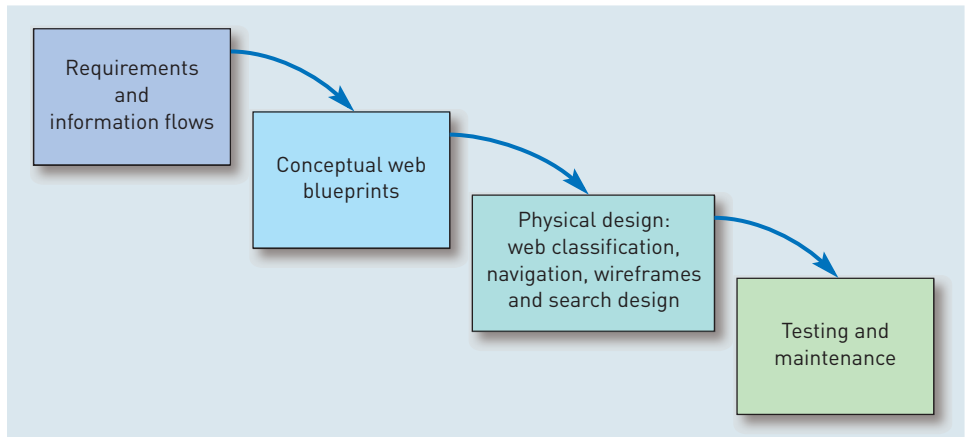 Requirements
and
information flows
Conceptual web
blueprints
Physical design:
web classification,
navigation, wireframes
and search design
Testing and
maintenance